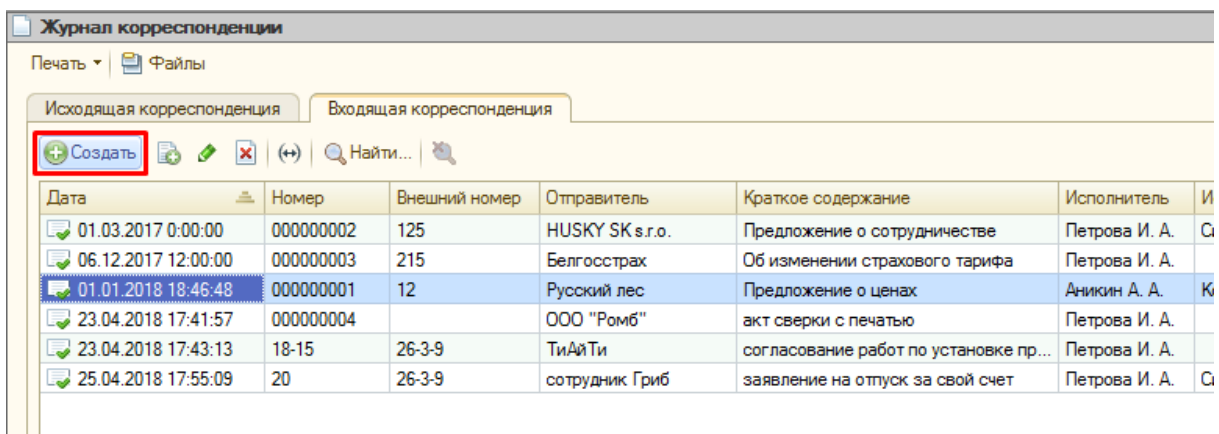 Журнал корреспонденции
Печать Файлы
Исходящая корреспонденция Входящая корреспонденция
Создать (↔) Найти...
Дата Номер Внешний номер Отправитель Краткое содержание Исполнитель И
01.03.2017 0:00:00 000000002 125 HUSKY SK s.r.o. Предложение о сотрудничестве Петрова И. А. Си
06.12.2017 12:00:00 000000003 215 Белгосстрах Об изменении страхового тарифа Петрова И. А.
01.01.2018 18:46:48 000000001 12 Русский лес Предложение о ценах Аникин А. А.
23.04.2018 17:41:57 000000004 ООО "Ромб" акт сверки с печатью Петрова И. А.
23.04.2018 17:43:13 18-15 26-3-9 ТиАйТи согласование работ по установке пр... Петрова И. А.
25.04.2018 17:55:09 20 26-3-9 сотрудник Гриб заявление на отпуск за свой счет Петрова И. А. Си